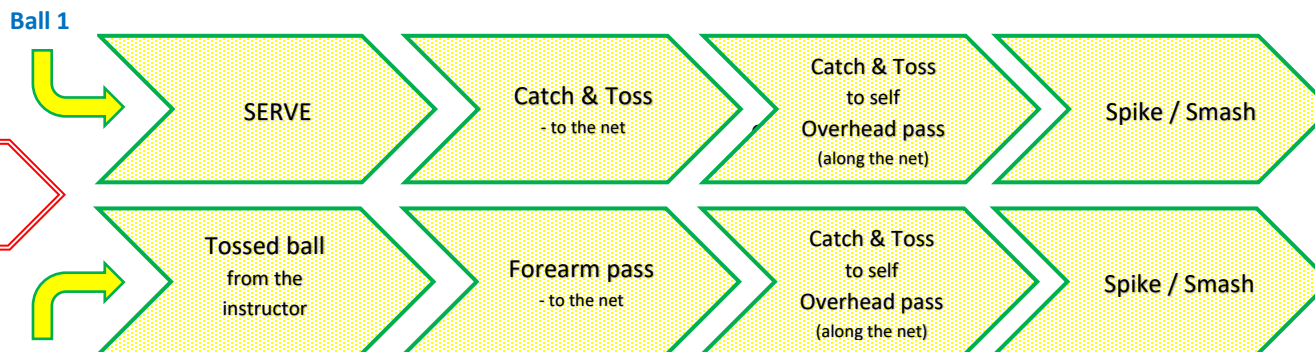 Ball 1
SERVE
Catch & Toss
- to the net
Catch & Toss
to self
Overhead pass
(along the net)
Spike / Smash
Tossed ball
from the
instructor
Forearm pass
- to the net
Catch & Toss
to self
Overhead pass
(along the net)
Spike / Smash